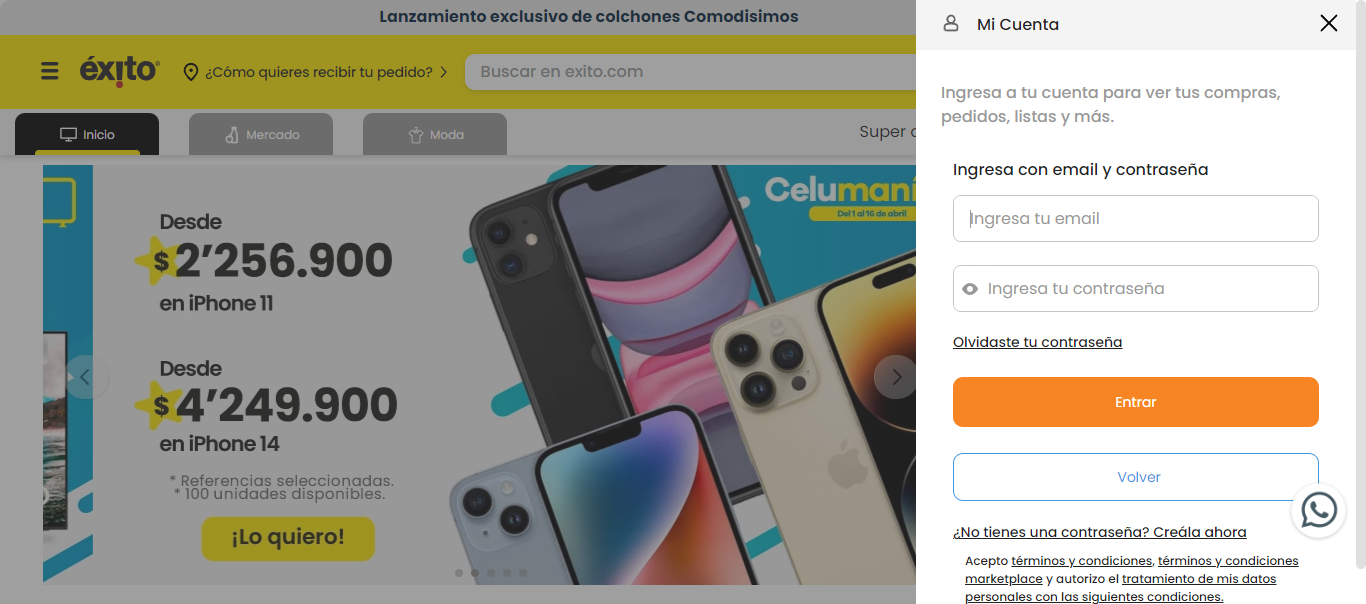 Lanzamiento exclusivo de colchones Comodisimos
éxito
¿Cómo quieres recibir tu pedido?
Buscar en exito.com
Inicio
Mercado
Moda
Super
Desde
$2’256.900
en iPhone 11
Desde
$4’249.900
en iPhone 14
* Referencias seleccionadas.
* 100 unidades disponibles.
¡Lo quiero!
Celumaní
Del 1 al 16 de abril
Mi Cuenta
Ingresa a tu cuenta para ver tus compras,
pedidos, listas y más.
Ingresa con email y contraseña
Ingresa tu email
Ingresa tu contraseña
Olvidaste tu contraseña
Entrar
Volver
¿No tienes una contraseña? Creála ahora
Acepto términos y condiciones, términos y condiciones
marketplace y autorizo el tratamiento de mis datos
personales con las siguientes condiciones.